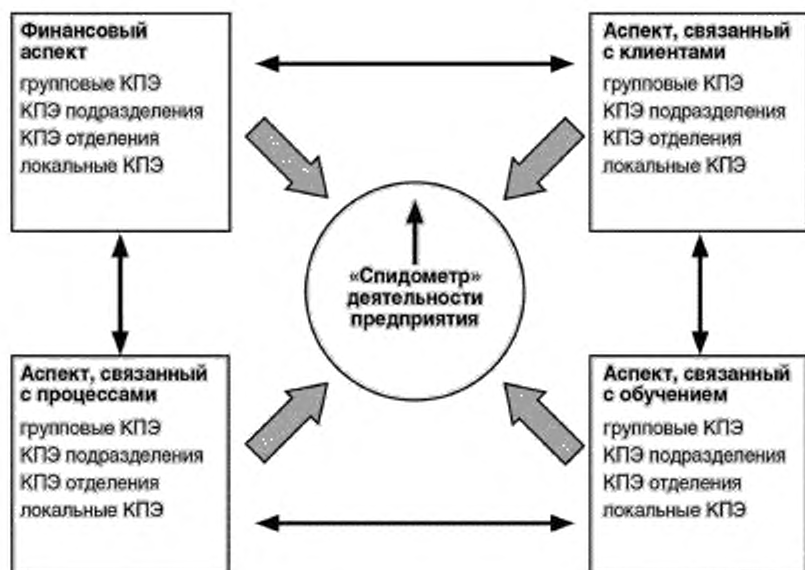 Финансовый
аспект
групповые КПЭ
КПЭ подразделения
КПЭ отделения
локальные КПЭ
Аспект, связанный
с клиентами
групповые КПЭ
КПЭ подразделения
КПЭ отделения
локальные КПЭ
«Спидометр»
деятельности
предприятия
Аспект, связанный
с процессами
групповые КПЭ
КПЭ подразделения
КПЭ отделения
локальные КПЭ
Аспект, связанный
с обучением
групповые КПЭ
КПЭ подразделения
КПЭ отделения
локальные КПЭ